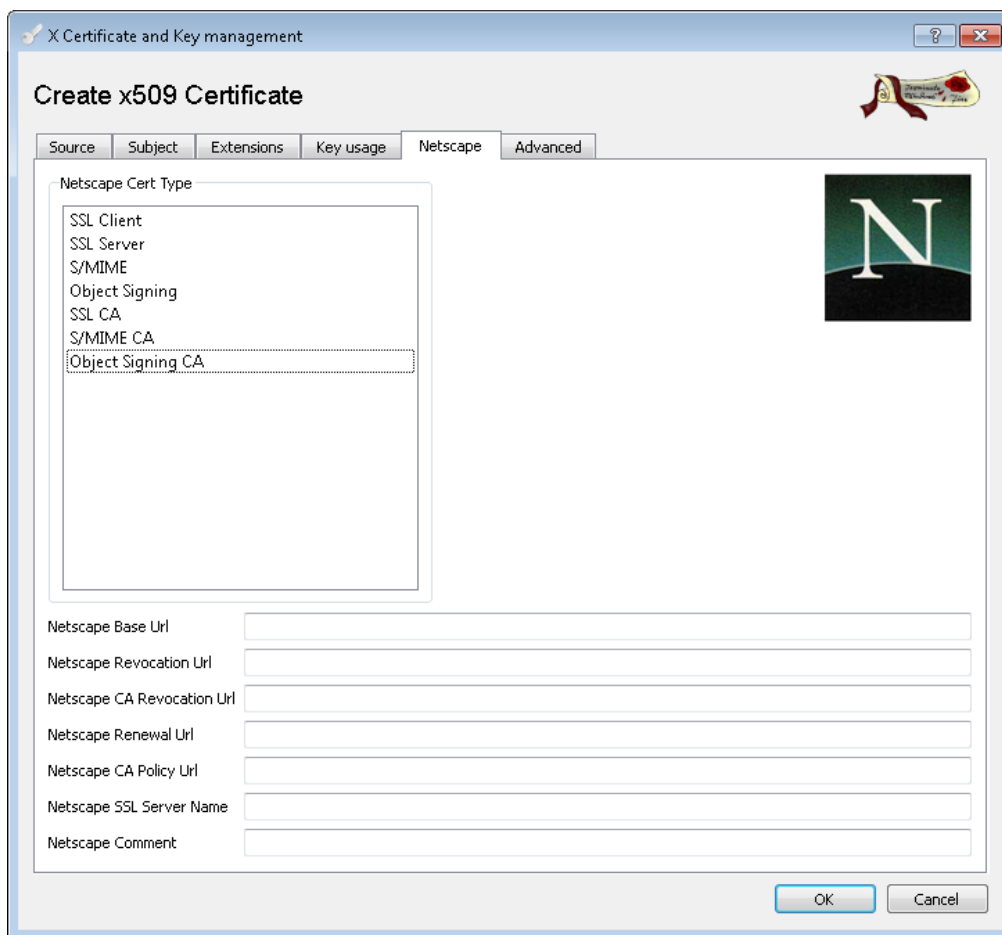 X Certificate and Key management
Create x509 Certificate
Source Subject Extensions Key usage Netscape Advanced
Netscape Cert Type
N
SSL Client
SSL Server
S/MIME
Object Signing
SSL CA
S/MIME CA
Object Signing CA
Netscape Base Url
Netscape Revocation Url
Netscape CA Revocation Url
Netscape Renewal Url
Netscape CA Policy Url
Netscape SSL Server Name
Netscape Comment
OK Cancel